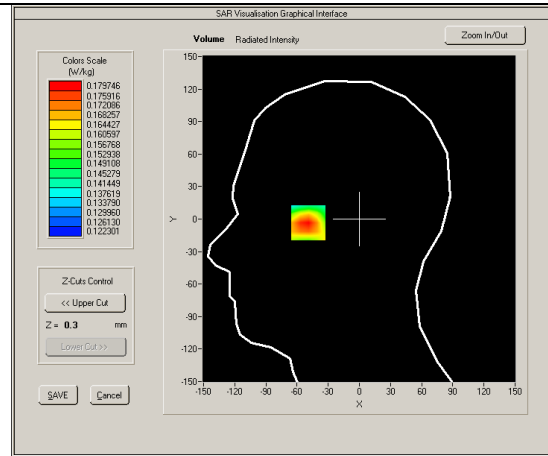 SAR Visualisation Graphical Interface
Volume Radiated Intensity
Zoom In/Out
Colors Scale
(W/kg)
0.179746
0.175916
0.172086
0.168257
0.164427
0.160597
0.156768
0.152938
0.149108
0.145279
0.141449
0.137619
0.133790
0.129960
0.126130
0.122301
Z-Cuts Control
<< Upper Cut
Z = 0.3 mm
Lower Cut >>
SAVE Cancel
150
120
90
60
30
Y 0
-30
-60
-90
-120
-150
-150 -120 -90 -60 -30 0 30 60 90 120 150
X